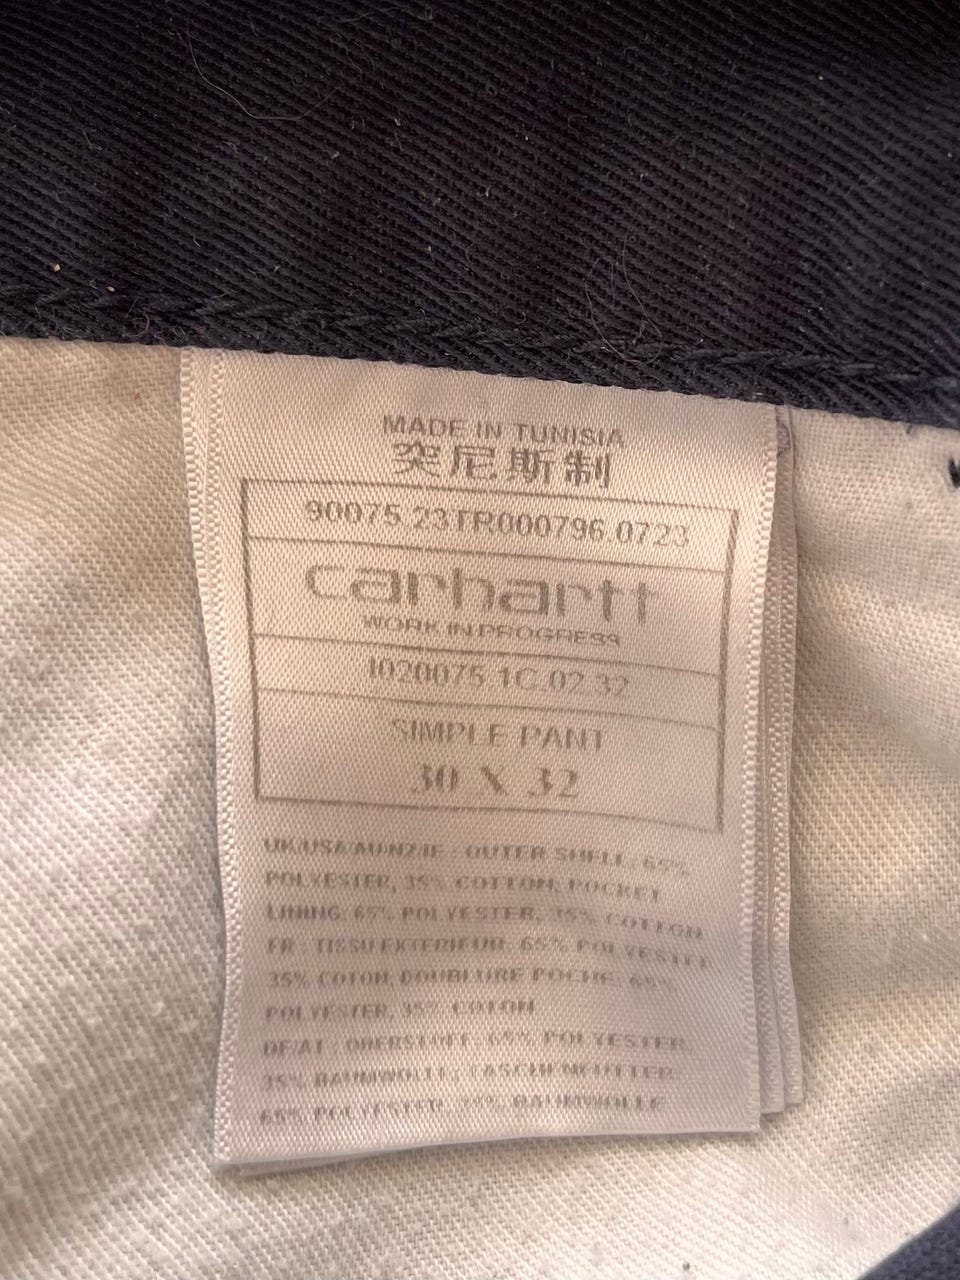 MADE IN TUNISIA
突尼斯制
90075.23TR000796.0723
carhartt
WORK IN PROGRESS
I020075.1C.02.32
SIMPLE PANT
30 X 32
UK/USA/AU/NZ/IE : OUTER SHELL: 65%
POLYESTER, 35% COTTON, POCKET
LINING: 65% POLYESTER, 35% COTTON
FR : TISSU EXTERIEUR: 65% POLYESTER
35% COTON, DOUBLURE POCHE: 65%
POLYESTER, 35% COTON
DE/AT : OBERSTOFF: 65% POLYESTER,
35% BAUMWOLLE, TASCHENFUTTER:
65% POLYESTER, 35% BAUMWOLLE